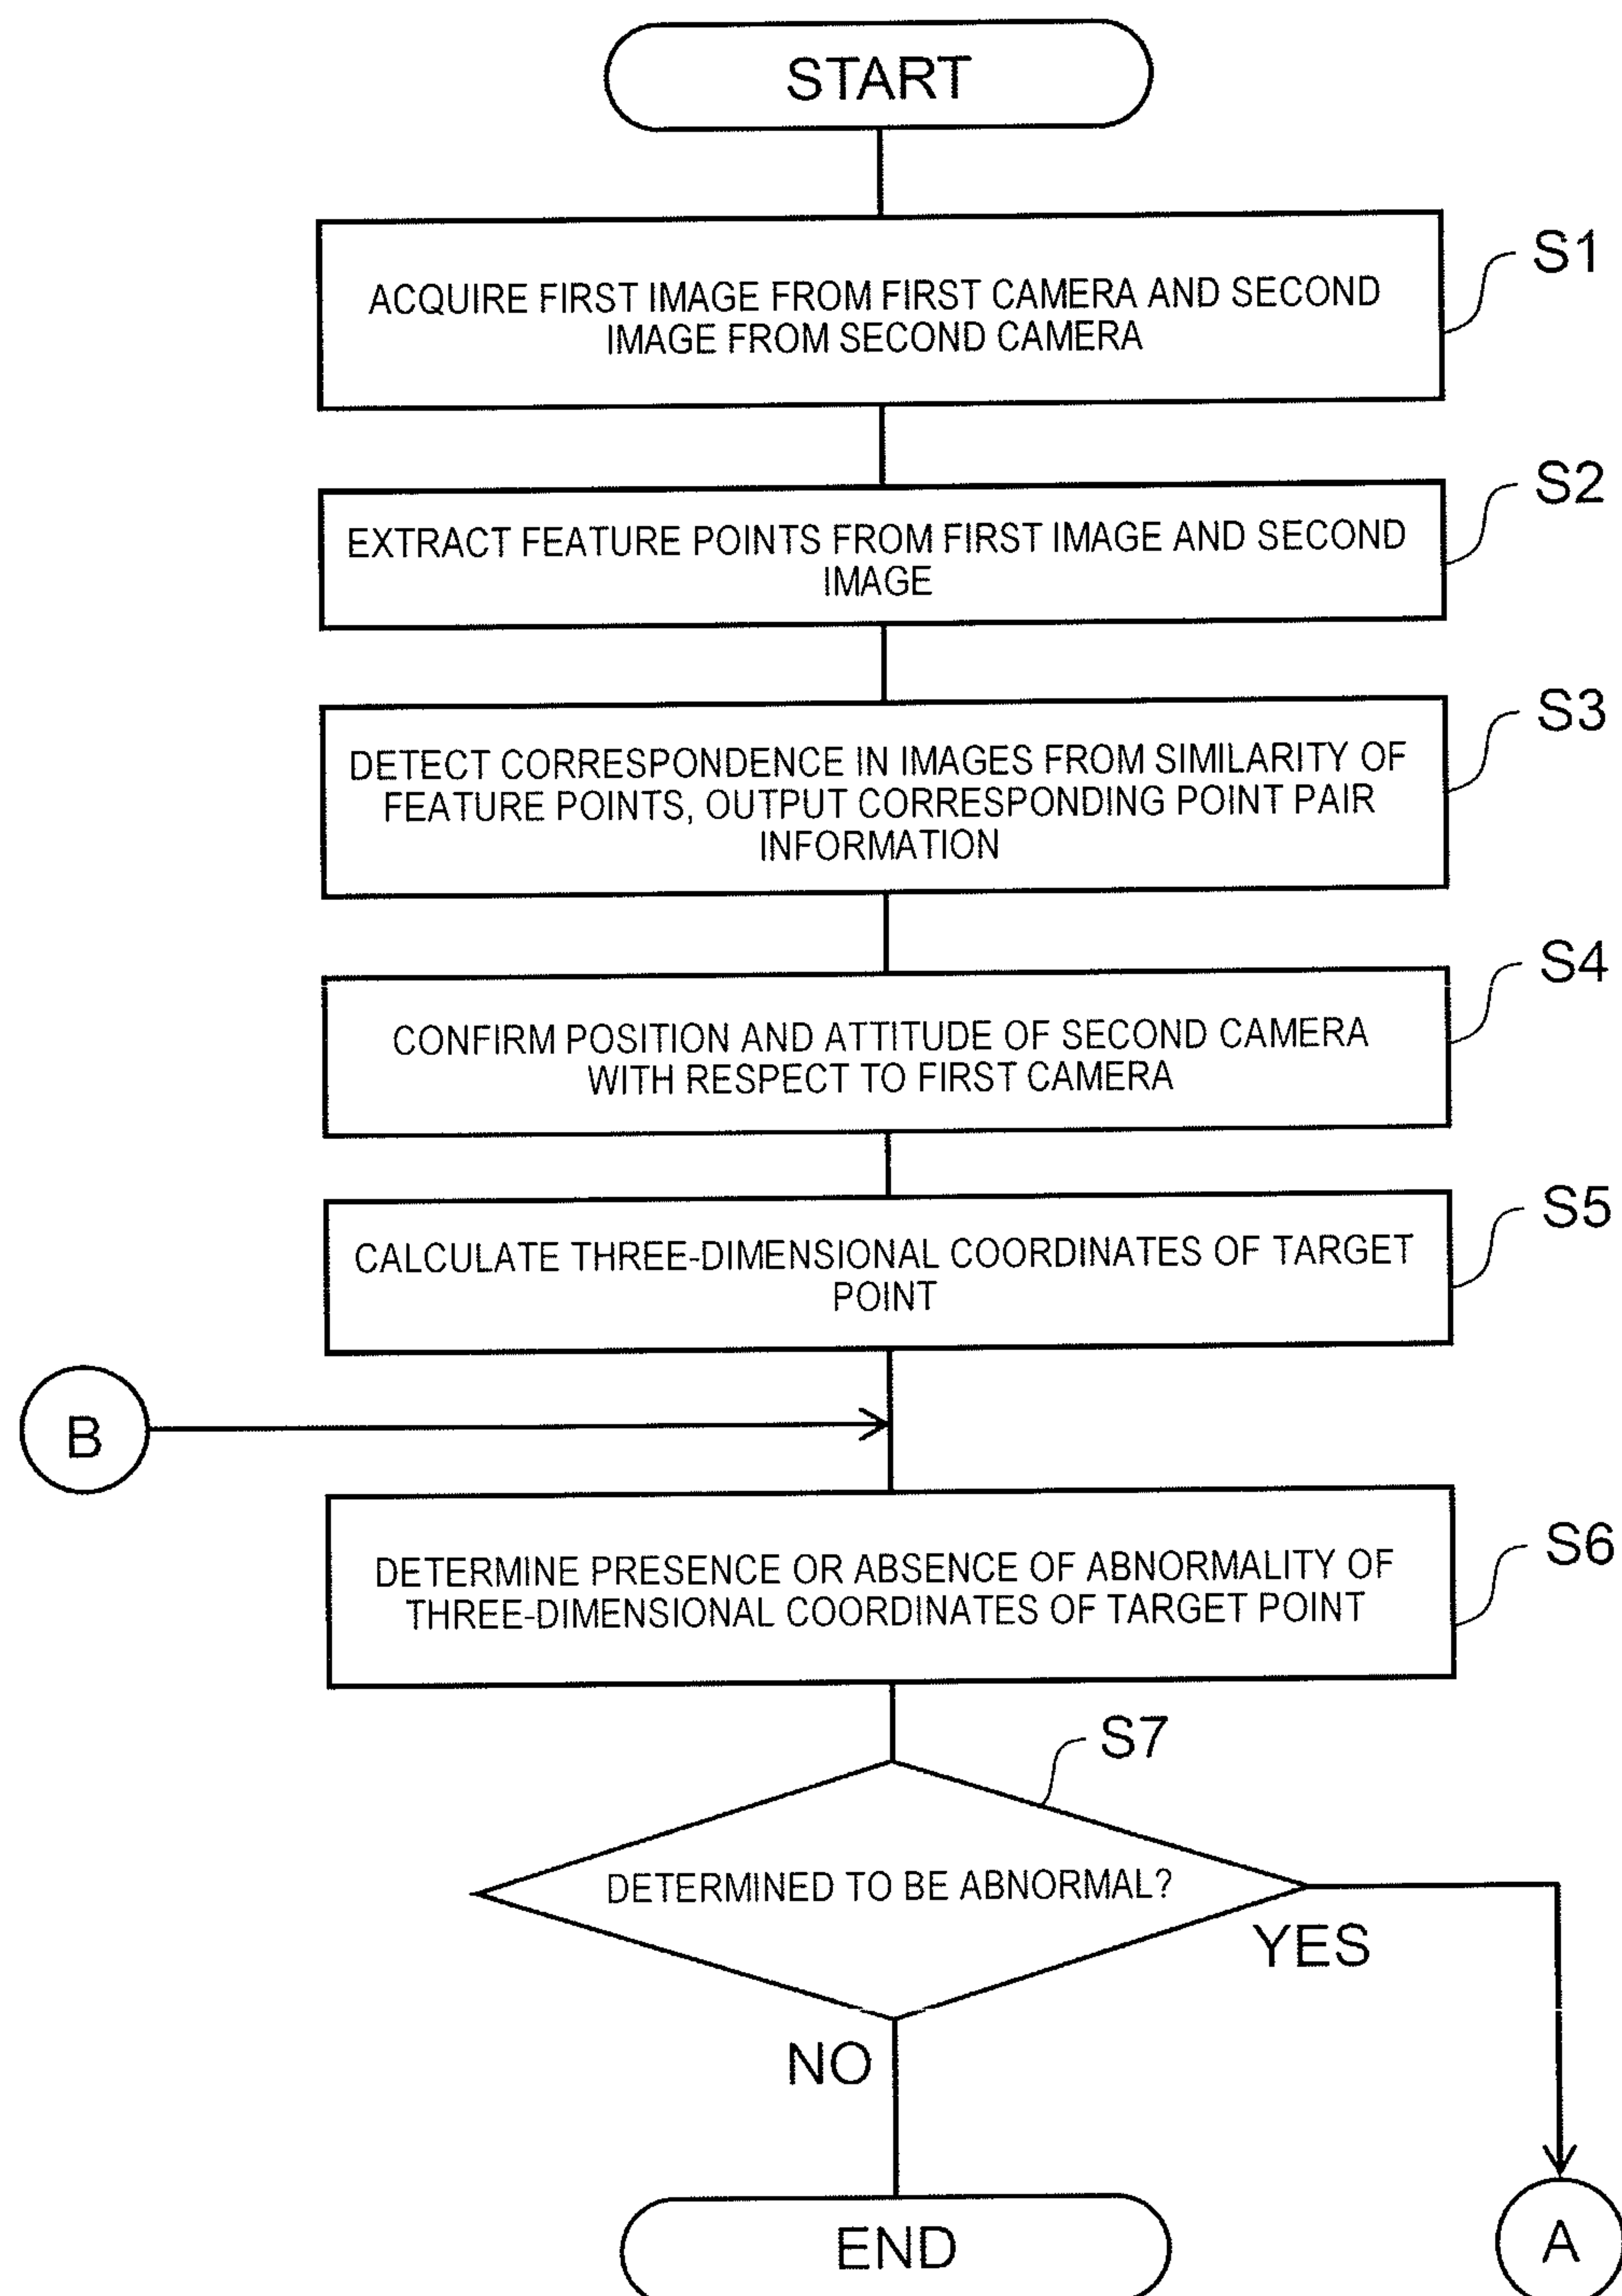 START
S1
ACQUIRE FIRST IMAGE FROM FIRST CAMERA AND SECOND
IMAGE FROM SECOND CAMERA
S2
EXTRACT FEATURE POINTS FROM FIRST IMAGE AND SECOND
IMAGE
S3
DETECT CORRESPONDENCE IN IMAGES FROM SIMILARITY OF
FEATURE POINTS, OUTPUT CORRESPONDING POINT PAIR
INFORMATION
S4
CONFIRM POSITION AND ATTITUDE OF SECOND CAMERA
WITH RESPECT TO FIRST CAMERA
S5
CALCULATE THREE-DIMENSIONAL COORDINATES OF TARGET
POINT
B
S6
DETERMINE PRESENCE OR ABSENCE OF ABNORMALITY OF
THREE-DIMENSIONAL COORDINATES OF TARGET POINT
S7
DETERMINED TO BE ABNORMAL?
YES
NO
END
A